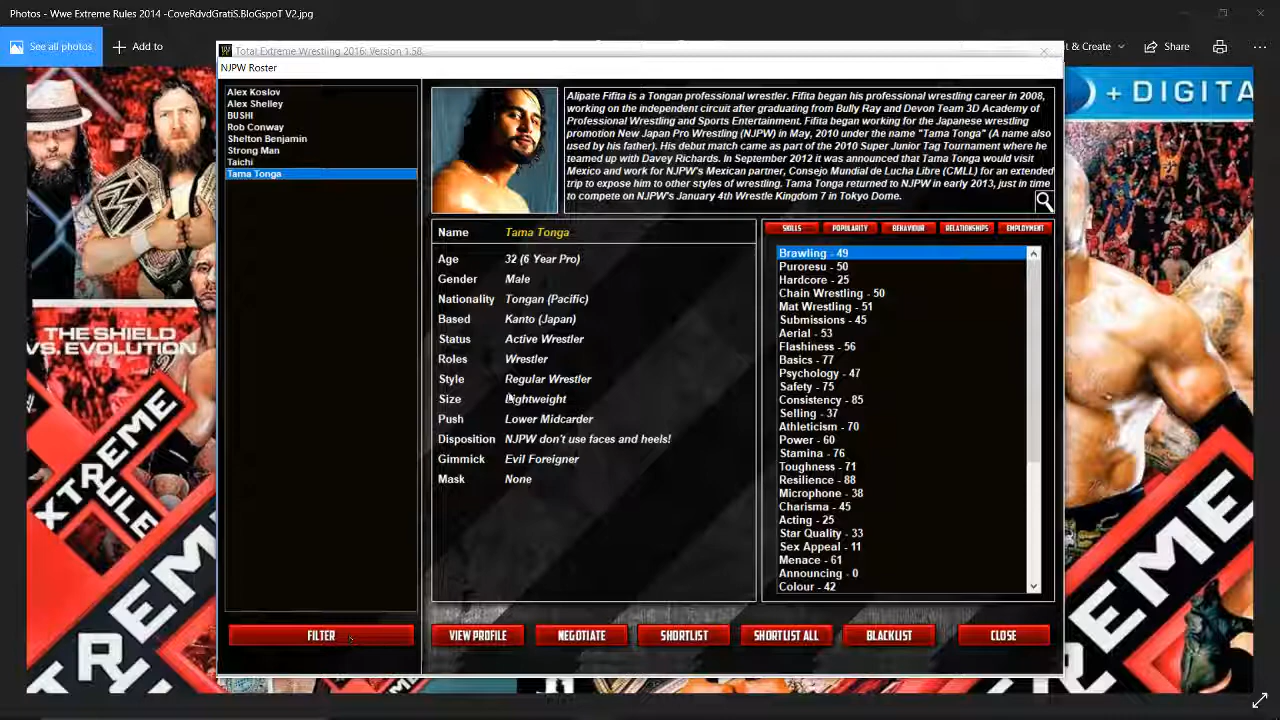 Photos - Wwe Extreme Rules 2014 -CoveRdvdGratiS.BloGspoT V2.jpg
See all photos
Add to
t & Create
Share
Total Extreme Wrestling 2016: Version 1.58
NJPW Roster
Alex Koslov
Alex Shelley
BUSHI
Rob Conway
Shelton Benjamin
Strong Man
Taichi
Tama Tonga
FILTER
Alipate Fifita is a Tongan professional wrestler. Fifita began his professional wrestling career in 2008,
working on the independent circuit after graduating from Bully Ray and Devon Team 3D Academy of
Professional Wrestling and Sports Entertainment. Fifita began working for the Japanese wrestling
promotion New Japan Pro Wrestling (NJPW) in May, 2010 under the name "Tama Tonga" (A name also
used by his father). His debut match came as part of the 2010 Super Junior Tag Tournament where he
teamed up with Davey Richards. In September 2012 it was announced that Tama Tonga would visit
Mexico and work for NJPW's Mexican partner, Consejo Mundial de Lucha Libre (CMLL) for an extended
trip to expose him to other styles of wrestling. Tama Tonga returned to NJPW in early 2013, just in time
to compete on NJPW's January 4th Wrestle Kingdom 7 in Tokyo Dome.
Name Tama Tonga
Age 32 (6 Year Pro)
Gender Male
Nationality Tongan (Pacific)
Based Kanto (Japan)
Status Active Wrestler
Roles Wrestler
Style Regular Wrestler
Size Lightweight
Push Lower Midcarder
Disposition NJPW don't use faces and heels!
Gimmick Evil Foreigner
Mask None
SKILLS POPULARITY BEHAVIOUR RELATIONSHIPS EMPLOYMENT
Brawling - 49
Puroresu - 50
Hardcore - 25
Chain Wrestling - 50
Mat Wrestling - 51
Submissions - 45
Aerial - 53
Flashiness - 56
Basics - 77
Psychology - 47
Safety - 75
Consistency - 85
Selling - 37
Athleticism - 70
Power - 60
Stamina - 76
Toughness - 71
Resilience - 88
Microphone - 38
Charisma - 45
Acting - 25
Star Quality - 33
Sex Appeal - 11
Menace - 61
Announcing - 0
Colour - 42
VIEW PROFILE NEGOTIATE SHORTLIST SHORTLIST ALL BLACKLIST CLOSE
THE SHIELD
VS. EVOLUTION
+ DIGITA